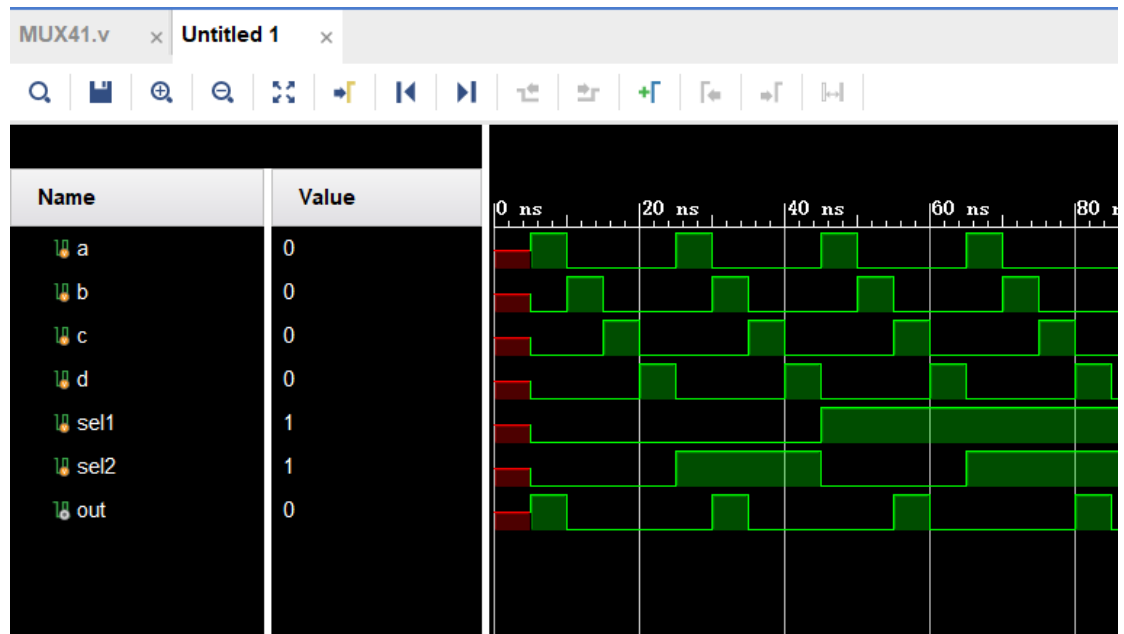 MUX41.v × Untitled 1 ×
Name Value
0 ns 20 ns 40 ns 60 ns 80
a 0
b 0
c 0
d 0
sel1 1
sel2 1
out 0